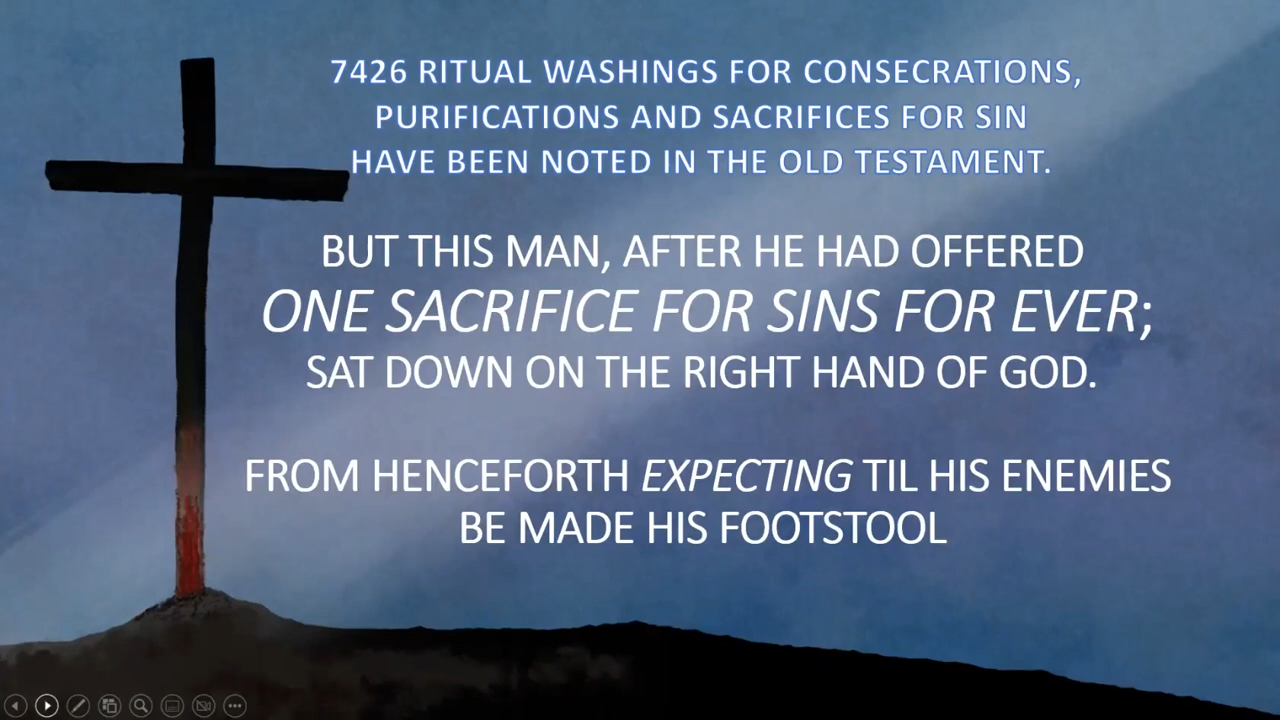 7426 RITUAL WASHINGS FOR CONSECRATIONS,
PURIFICATIONS AND SACRIFICES FOR SIN
HAVE BEEN NOTED IN THE OLD TESTAMENT.
BUT THIS MAN, AFTER HE HAD OFFERED
ONE SACRIFICE FOR SINS FOR EVER;
SAT DOWN ON THE RIGHT HAND OF GOD.
FROM HENCEFORTH EXPECTING TIL HIS ENEMIES
BE MADE HIS FOOTSTOOL